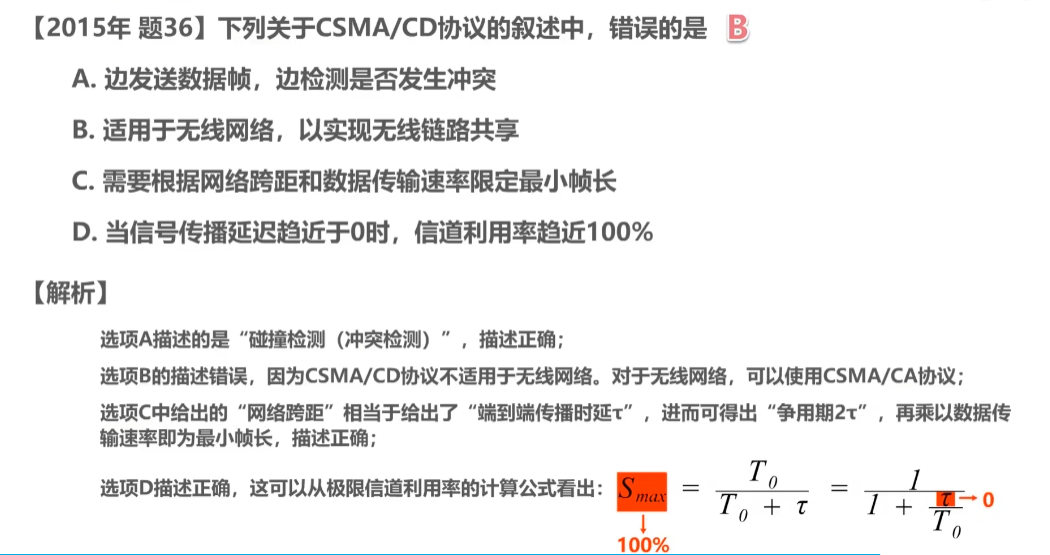 【2015年 题36】下列关于CSMA/CD协议的叙述中，错误的是 B
A. 边发送数据帧，边检测是否发生冲突
B. 适用于无线网络，以实现无线链路共享
C. 需要根据网络跨距和数据传输速率限定最小帧长
D. 当信号传播延迟趋近于0时，信道利用率趋近100%
【解析】
选项A描述的是“碰撞检测（冲突检测）”，描述正确；
选项B的描述错误，因为CSMA/CD协议不适用于无线网络。对于无线网络，可以使用CSMA/CA协议；
选项C中给出的“网络跨距”相当于给出了“端到端传播时延τ”，进而可得出“争用期2τ”，再乘以数据传
输速率即为最小帧长，描述正确；
选项D描述正确，这可以从极限信道利用率的计算公式看出： S_max = T_0 / (T_0 + τ) = 1 / (1 + τ/T_0) → 0
↓
100%